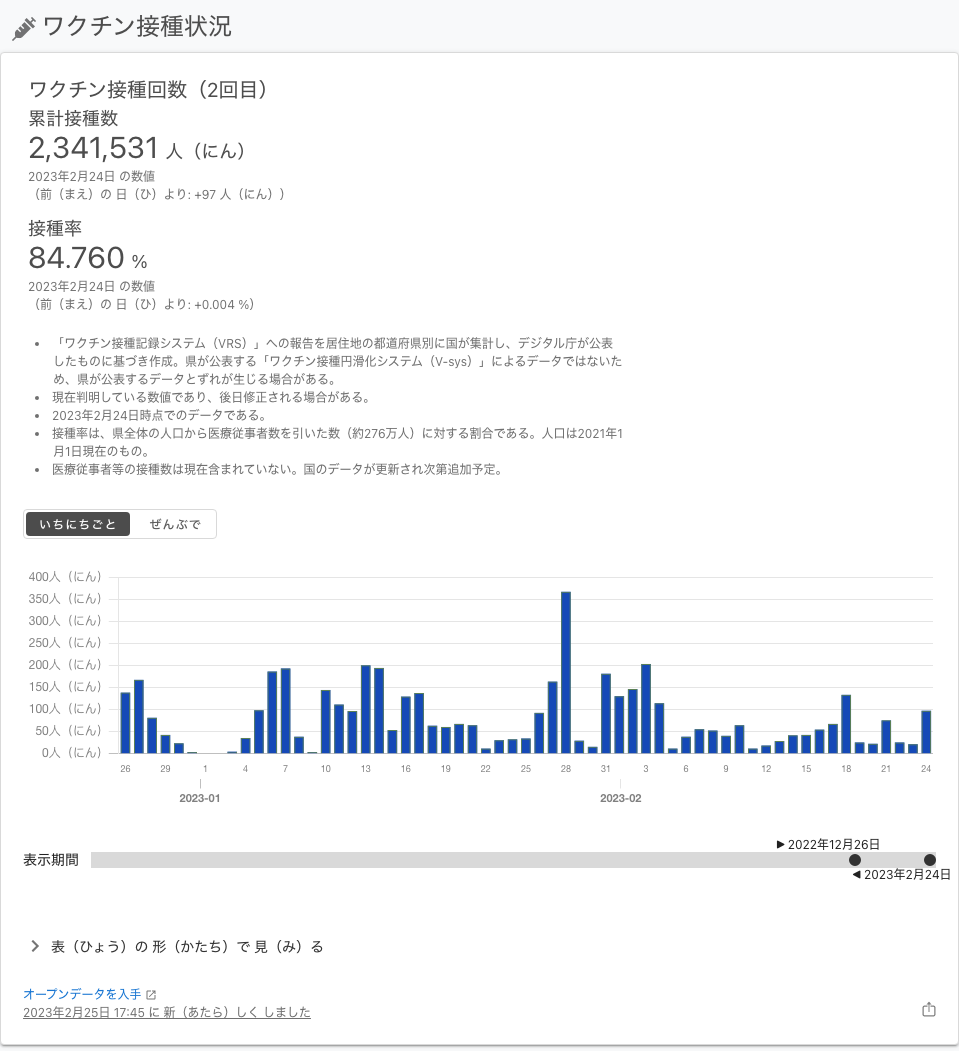 ワクチン接種状況
ワクチン接種回数（2回目）
累計接種数
2,341,531 人（にん）
2023年2月24日 の数値
（前（まえ）の 日（ひ）より: +97 人（にん））
接種率
84.760 %
2023年2月24日 の数値
（前（まえ）の 日（ひ）より: +0.004 %）
• 「ワクチン接種記録システム（VRS）」への報告を居住地の都道府県別に国が集計し、デジタル庁が公表
したものに基づき作成。県が公表する「ワクチン接種円滑化システム（V-sys）」によるデータではないた
め、県が公表するデータとずれが生じる場合がある。
• 現在判明している数値であり、後日修正される場合がある。
• 2023年2月24日時点でのデータである。
• 接種率は、県全体の人口から医療従事者数を引いた数（約276万人）に対する割合である。人口は2021年1
月1日現在のもの。
• 医療従事者等の接種数は現在含まれていない。国のデータが更新され次第追加予定。
いちにちごと ぜんぶで
400人（にん）
350人（にん）
300人（にん）
250人（にん）
200人（にん）
150人（にん）
100人（にん）
50人（にん）
0人（にん）
26 29 1 4 7 10 13 16 19 22 25 28 31 3 6 9 12 15 18 21 24
2023-01 2023-02
▶ 2022年12月26日
表示期間
◀ 2023年2月24日
表（ひょう）の 形（かたち）で 見（み）る
オープンデータを入手
2023年2月25日 17:45 に 新（あたら）しく しました